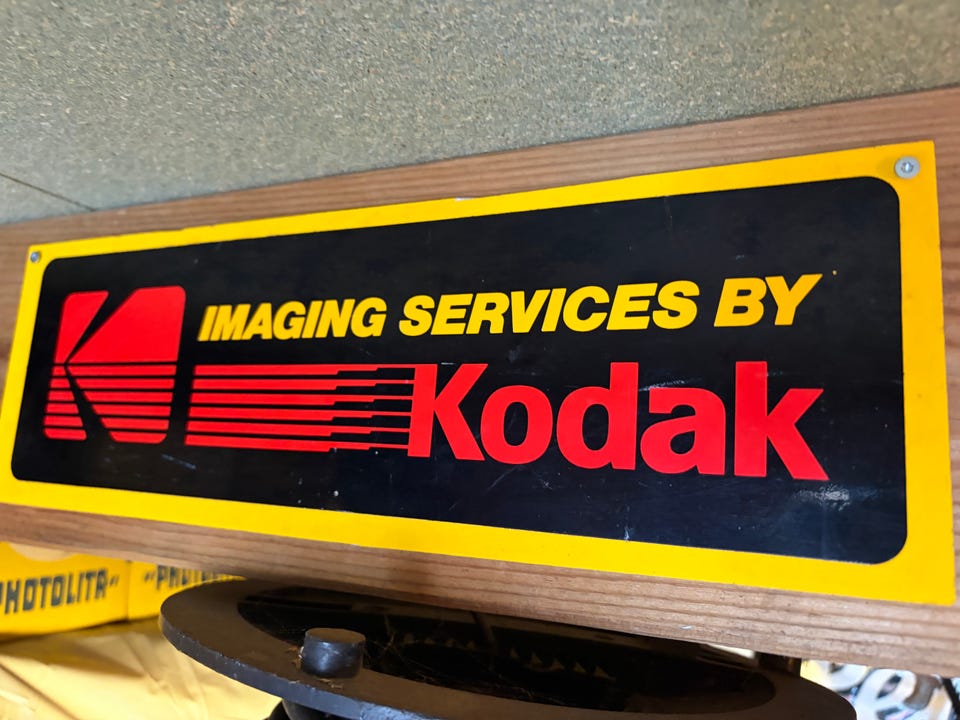 IMAGING SERVICES BY
Kodak
PHOTOLITA"